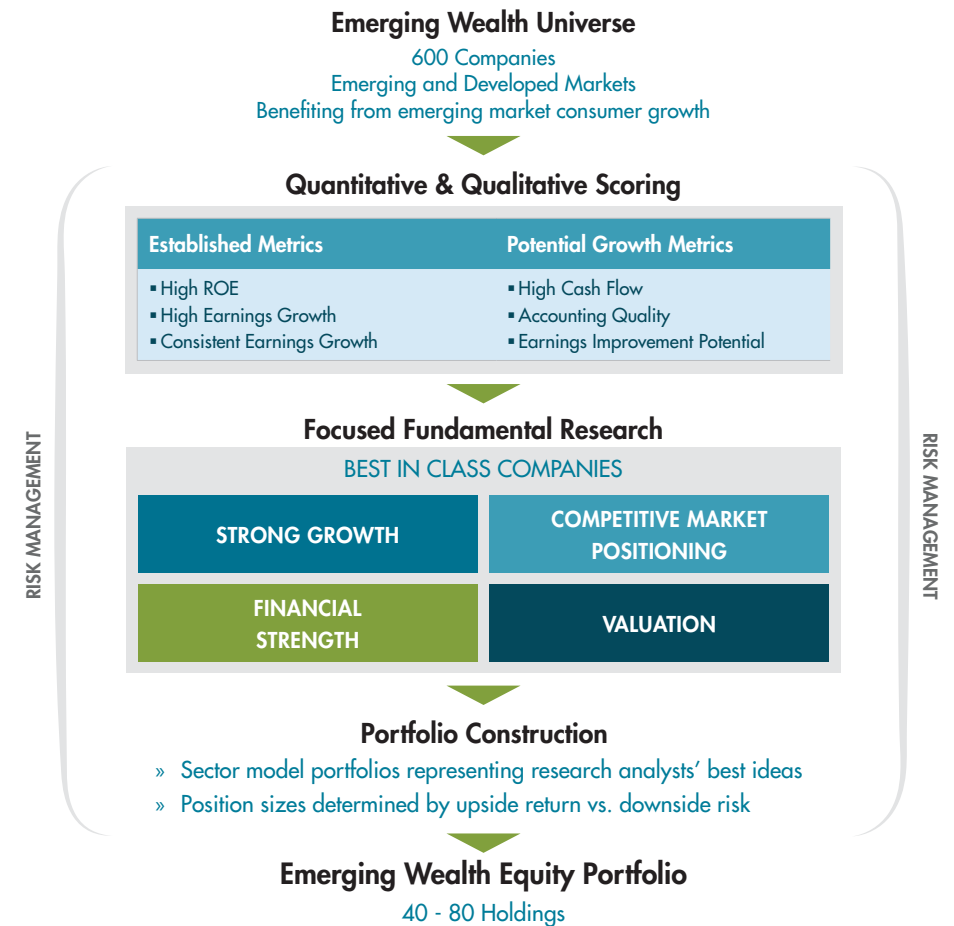 Emerging Wealth Universe
600 Companies
Emerging and Developed Markets
Benefiting from emerging market consumer growth
Quantitative & Qualitative Scoring
Established Metrics
Potential Growth Metrics
▪ High ROE
▪ High Earnings Growth
▪ Consistent Earnings Growth
▪ High Cash Flow
▪ Accounting Quality
▪ Earnings Improvement Potential
RISK MANAGEMENT
RISK MANAGEMENT
Focused Fundamental Research
BEST IN CLASS COMPANIES
STRONG GROWTH
COMPETITIVE MARKET
POSITIONING
FINANCIAL
STRENGTH
VALUATION
Portfolio Construction
» Sector model portfolios representing research analysts’ best ideas
» Position sizes determined by upside return vs. downside risk
Emerging Wealth Equity Portfolio
40 - 80 Holdings